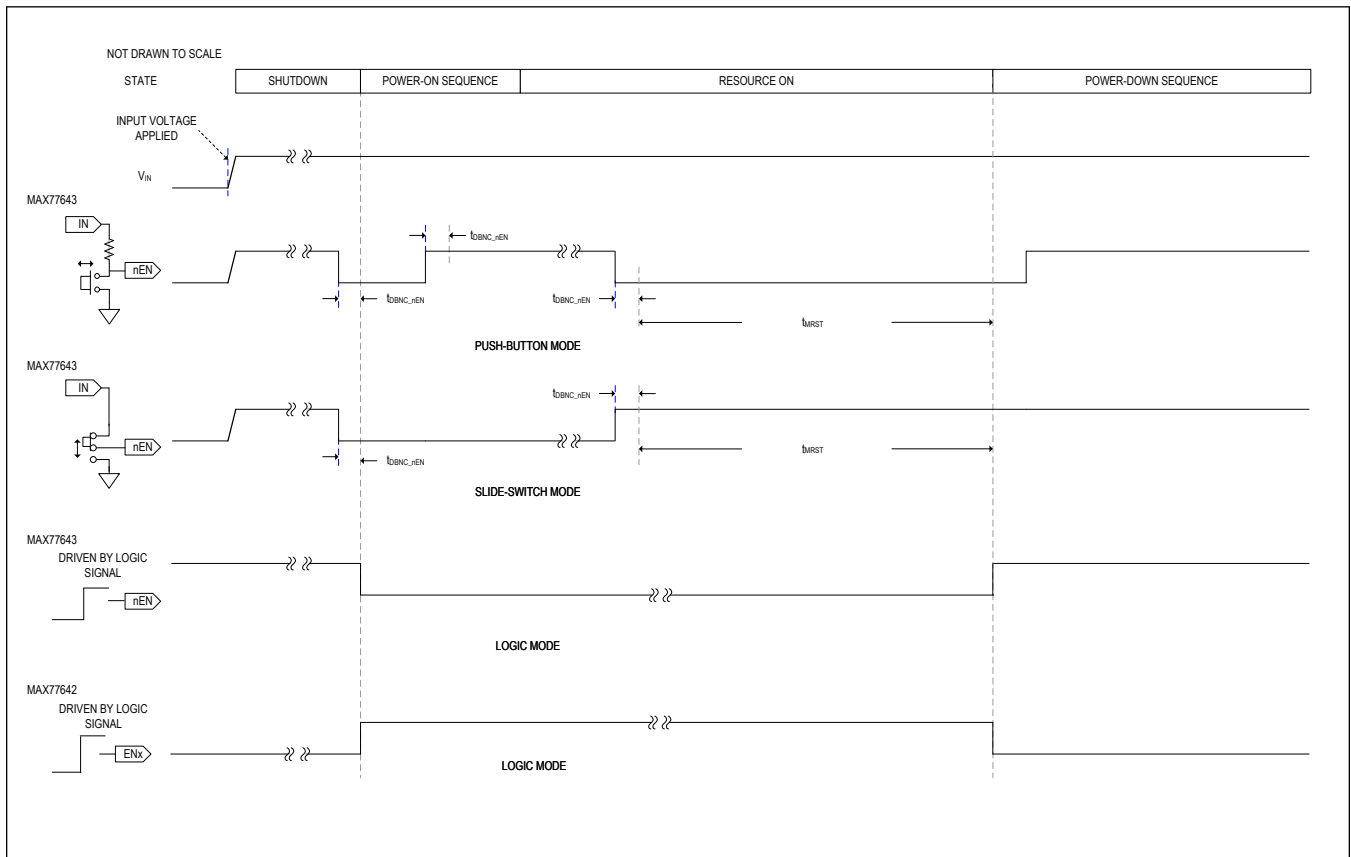 NOT DRAWN TO SCALE
STATE
SHUTDOWN
POWER-ON SEQUENCE
RESOURCE ON
POWER-DOWN SEQUENCE
INPUT VOLTAGE
APPLIED
VIN
MAX77643
IN
nEN
tDBNC_nEN
tDBNC_nEN
tDBNC_nEN
tMRST
PUSH-BUTTON MODE
MAX77643
IN
nEN
tDBNC_nEN
tDBNC_nEN
tMRST
SLIDE-SWITCH MODE
MAX77643
DRIVEN BY LOGIC
SIGNAL
nEN
LOGIC MODE
MAX77642
DRIVEN BY LOGIC
SIGNAL
ENx
LOGIC MODE